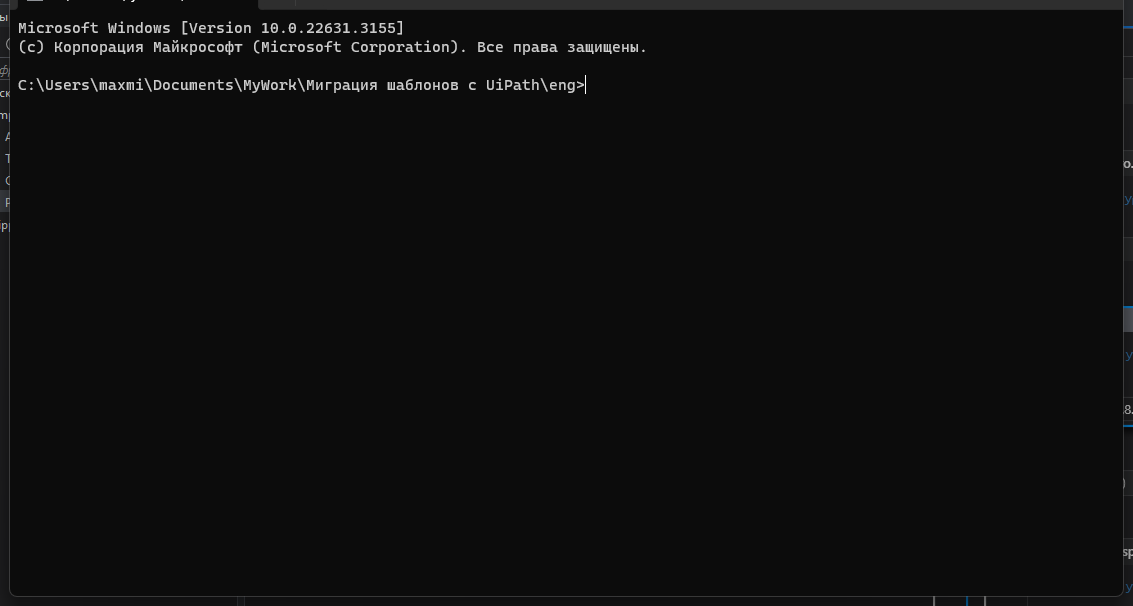 Microsoft Windows [Version 10.0.22631.3155]
(c) Корпорация Майкрософт (Microsoft Corporation). Все права защищены.
C:\Users\maxmi\Documents\MyWork\Миграция шаблонов с UiPath\eng>